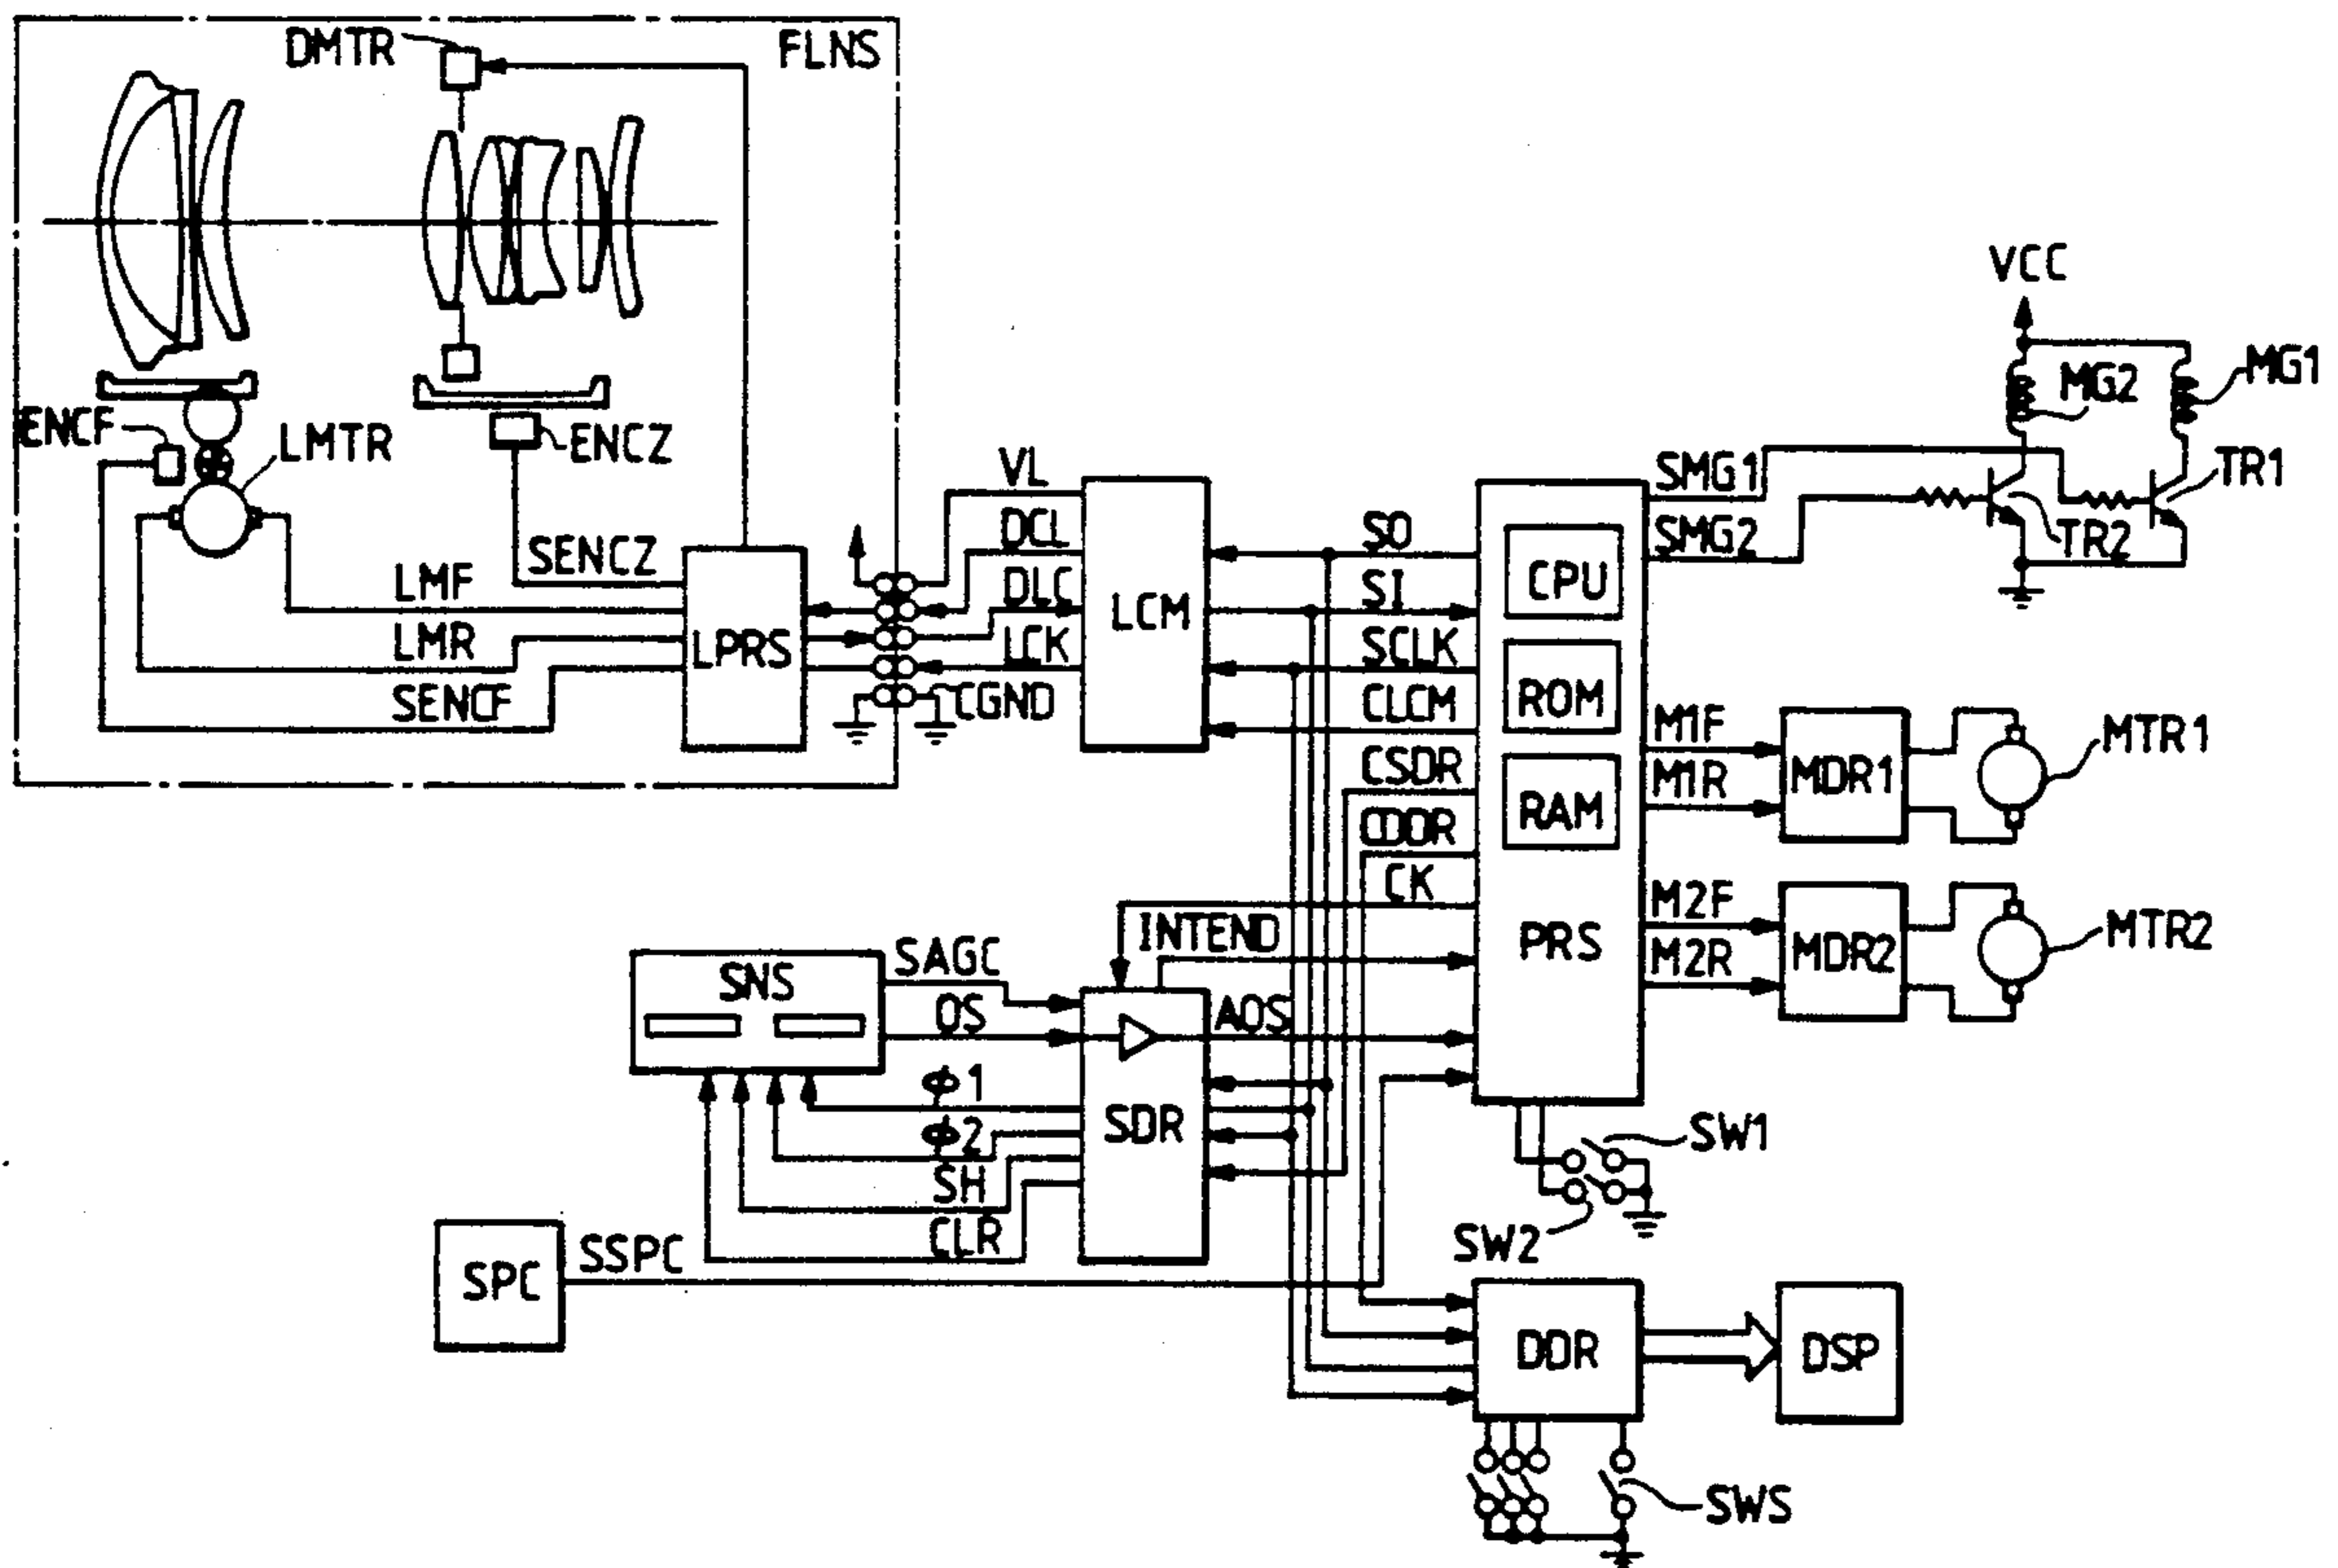 DMTR
FLNS
ENCF
LMTR
ENCZ
SENCZ
LMF
LMR
SENCF
LPRS
VL
DCL
DLC
LCK
CGND
LCM
SO
SI
SCLK
CLCM
CSDR
CDDR
CK
INTEND
CPU
ROM
RAM
PRS
SMG1
SMG2
VCC
MG2
MG1
TR2
TR1
M1F
M1R
MDR1
MTR1
M2F
M2R
MDR2
MTR2
SNS
SAGC
OS
AOS
φ1
φ2
SH
CLR
SDR
SPC
SSPC
SW1
SW2
DDR
DSP
SWS